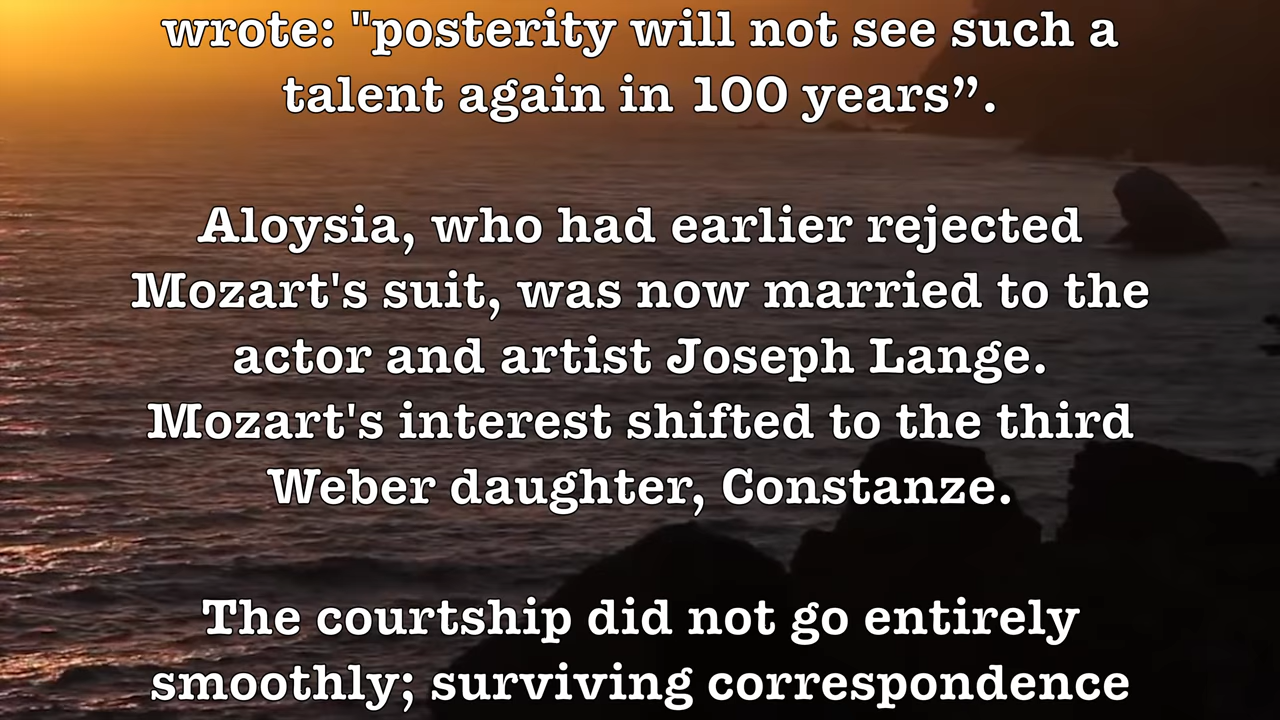 wrote: "posterity will not see such a
talent again in 100 years”.
Aloysia, who had earlier rejected
Mozart's suit, was now married to the
actor and artist Joseph Lange.
Mozart's interest shifted to the third
Weber daughter, Constanze.
The courtship did not go entirely
smoothly; surviving correspondence